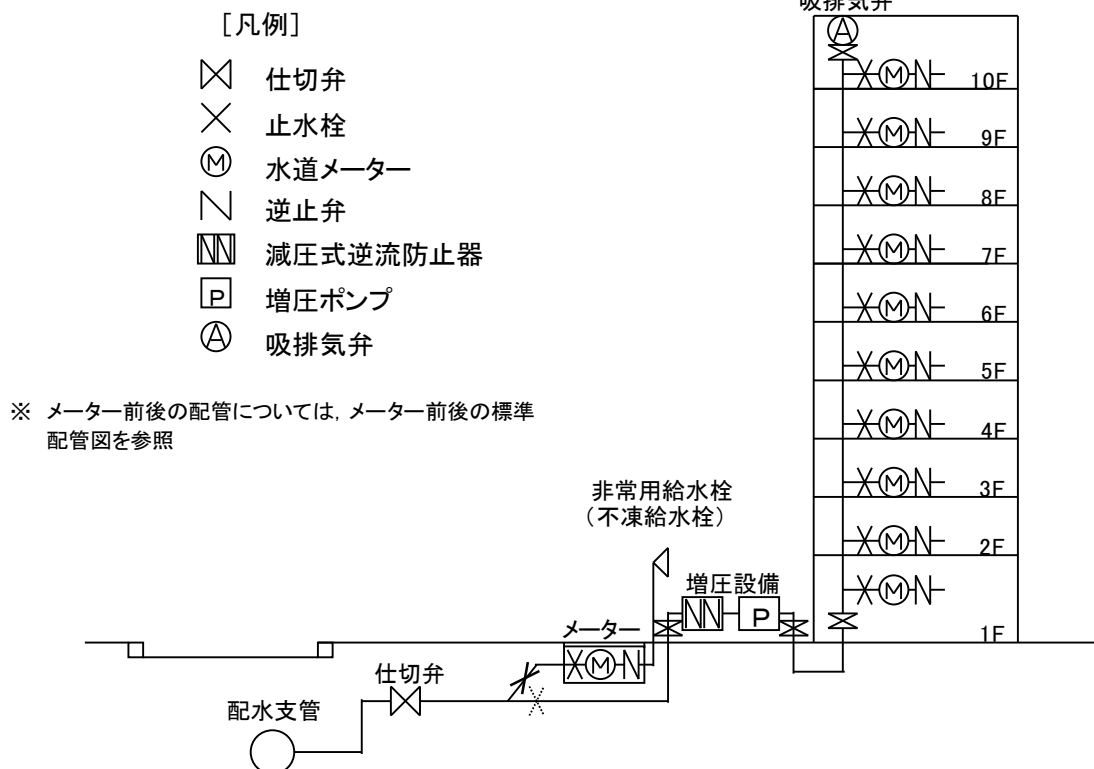 吸排気弁
[凡例]
仕切弁
止水栓
M 水道メーター
逆止弁
減圧式逆流防止器
P 増圧ポンプ
A 吸排気弁
※ メーター前後の配管については, メーター前後の標準
配管図を参照
A
M 10F
M 9F
M 8F
M 7F
M 6F
M 5F
M 4F
M 3F
M 2F
M
1F
非常用給水栓
（不凍給水栓）
増圧設備
P
メーター
M
仕切弁
配水支管